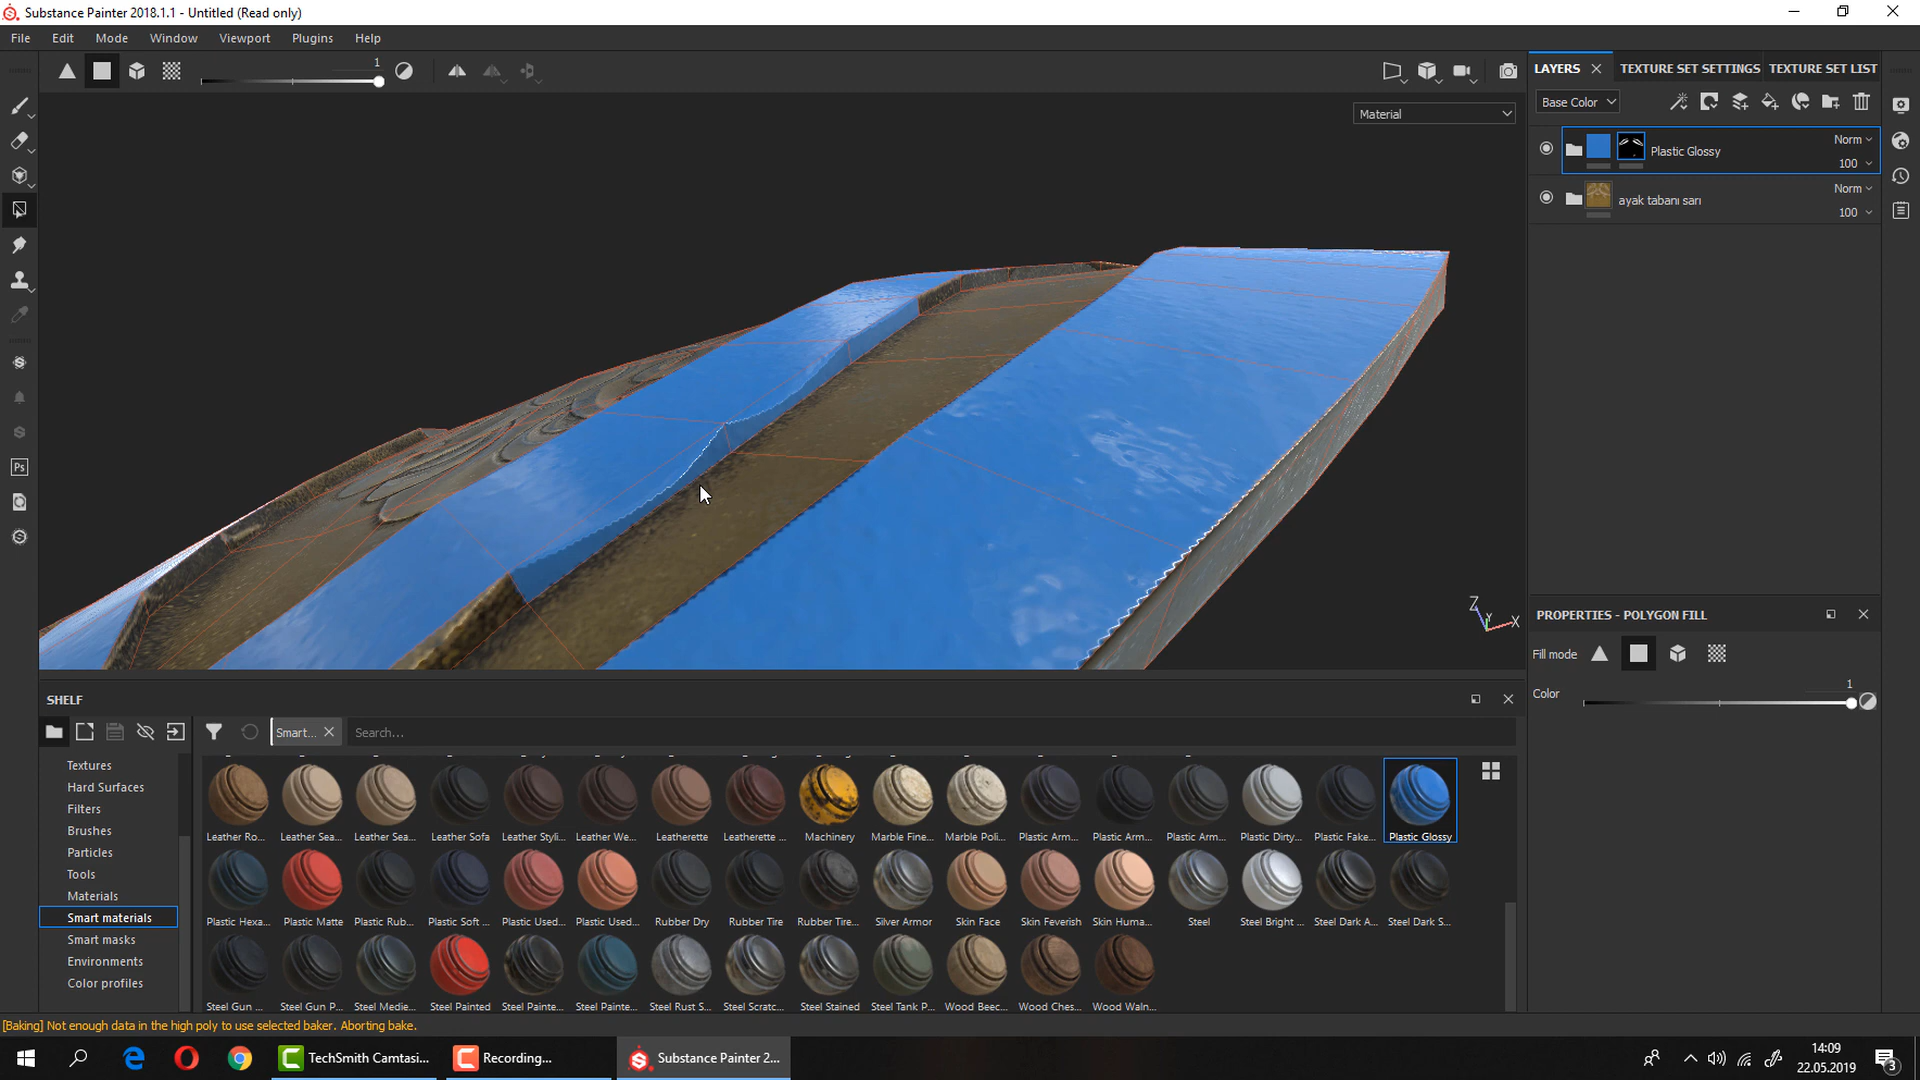 Substance Painter 2018.1.1 - Untitled (Read only)
File Edit Mode Window Viewport Plugins Help
1
Material
LAYERS TEXTURE SET SETTINGS TEXTURE SET LIST
Base Color
Plastic Glossy Norm 100
ayak tabanı sarı Norm 100
Z Y X
PROPERTIES - POLYGON FILL
Fill mode
Color 1
SHELF
Smart... Search...
Textures
Hard Surfaces
Filters
Brushes
Particles
Tools
Materials
Smart materials
Smart masks
Environments
Color profiles
Leather Ro... Leather Sea... Leather Sea... Leather Sofa Leather Styli... Leather We... Leatherette Leatherette ... Machinery Marble Fine... Marble Poli... Plastic Arm... Plastic Arm... Plastic Arm... Plastic Dirty... Plastic Fake... Plastic Glossy
Plastic Hexa... Plastic Matte Plastic Rub... Plastic Soft ... Plastic Used... Plastic Used... Rubber Dry Rubber Tire Rubber Tire... Silver Armor Skin Face Skin Feverish Skin Huma... Steel Steel Bright ... Steel Dark A... Steel Dark S...
Steel Gun ... Steel Gun P... Steel Medie... Steel Painted Steel Painte... Steel Painte... Steel Rust S... Steel Scratc... Steel Stained Steel Tank P... Wood Beec... Wood Ches... Wood Waln...
[Baking] Not enough data in the high poly to use selected baker. Aborting bake.
Ps
TechSmith Camtasi... Recording... Substance Painter 2...
14:09
22.05.2019
3